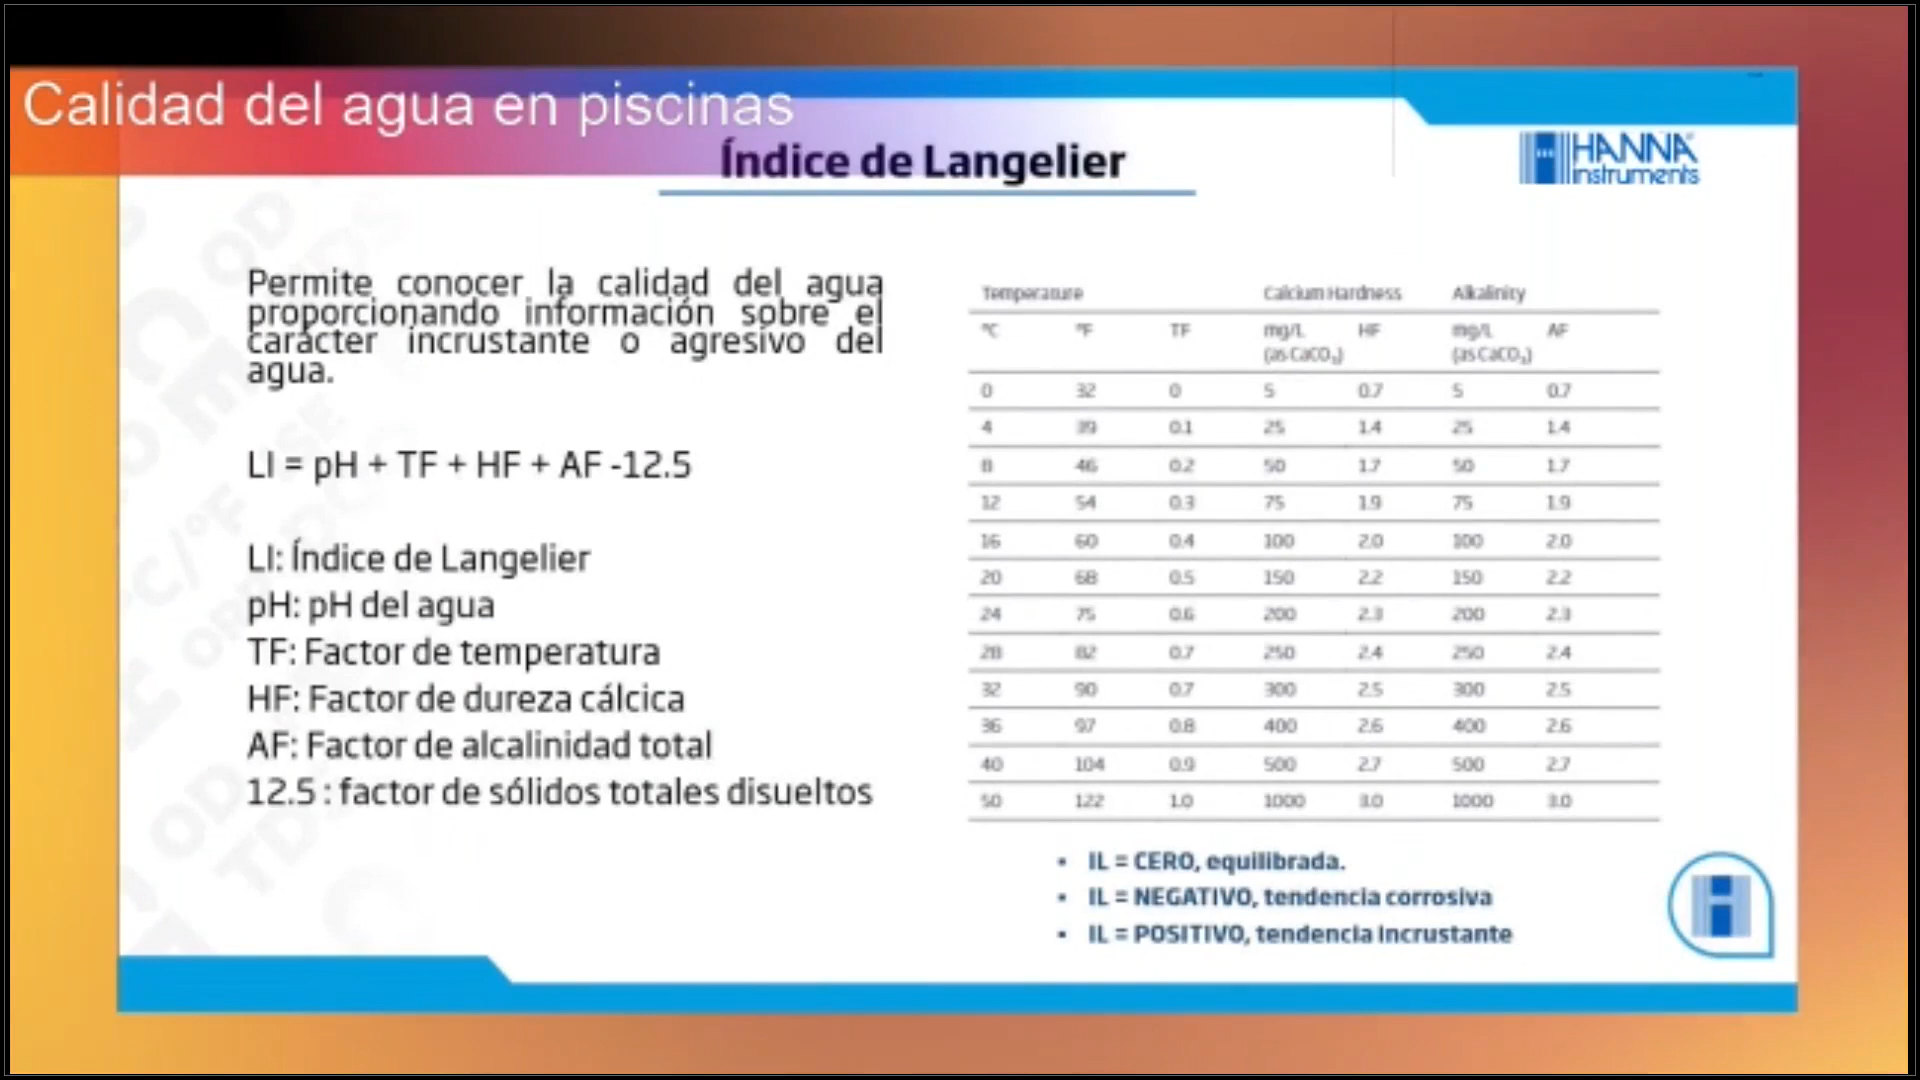 Calidad del agua en piscinas
Índice de Langelier
HANNA
instruments
Permite conocer la calidad del agua
proporcionando información sobre el
carácter incrustante o agresivo del
agua.
LI = pH + TF + HF + AF -12.5
LI: Índice de Langelier
pH: pH del agua
TF: Factor de temperatura
HF: Factor de dureza cálcica
AF: Factor de alcalinidad total
12.5 : factor de sólidos totales disueltos
Temperature Calcium Hardness Alkalinity
°C °F TF mg/L HF mg/L AF
(as CaCO₃) (as CaCO₃)
0 32 0 5 0.7 5 0.7
4 39 0.1 25 1.4 25 1.4
8 46 0.2 50 1.7 50 1.7
12 54 0.3 75 1.9 75 1.9
16 60 0.4 100 2.0 100 2.0
20 68 0.5 150 2.2 150 2.2
24 75 0.6 200 2.3 200 2.3
28 82 0.7 250 2.4 250 2.4
32 90 0.7 300 2.5 300 2.5
36 97 0.8 400 2.6 400 2.6
40 104 0.9 500 2.7 500 2.7
50 122 1.0 1000 3.0 1000 3.0
• IL = CERO, equilibrada.
• IL = NEGATIVO, tendencia corrosiva
• IL = POSITIVO, tendencia incrustante